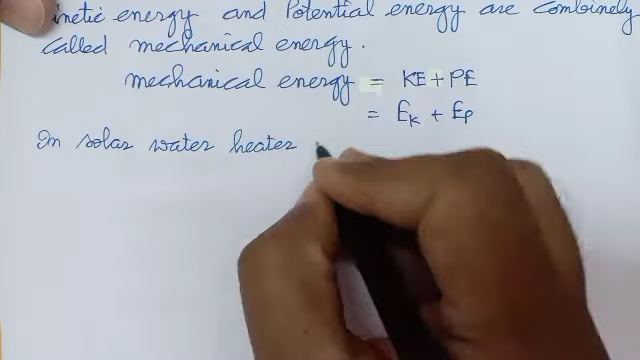 inetic energy and Potential energy are combinely
called mechanical energy.
mechanical energy = KE + PE
= EK + EP
In solar water heater